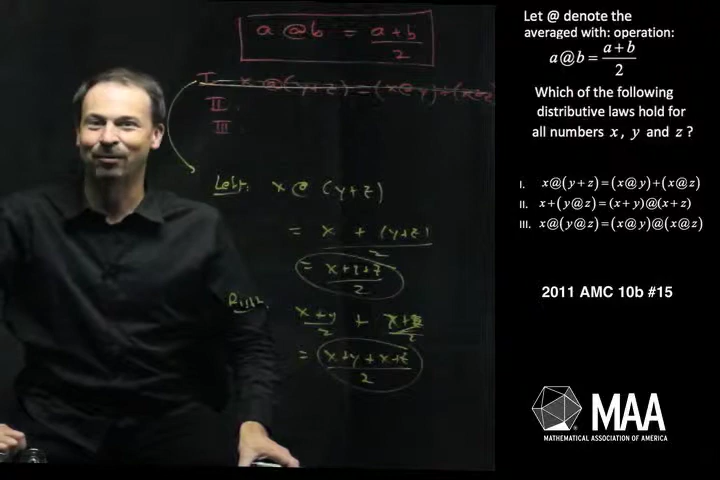 a @ b = a+b/2
I. x @ (y+z) = (x@y)+(x@z)
II.
III.
Left: x @ (y+z)
= x + (y+z)/2
= x+z+z/2
Right.
x+y/2 + x+z/2
= x+y+x+z/2
Let @ denote the
averaged with: operation:
a@b = a+b/2
Which of the following
distributive laws hold for
all numbers x, y and z ?
I. x@(y+z)=(x@y)+(x@z)
II. x+(y@z)=(x+y)@(x+z)
III. x@(y@z)=(x@y)@(x@z)
2011 AMC 10b #15
MAA
MATHEMATICAL ASSOCIATION OF AMERICA